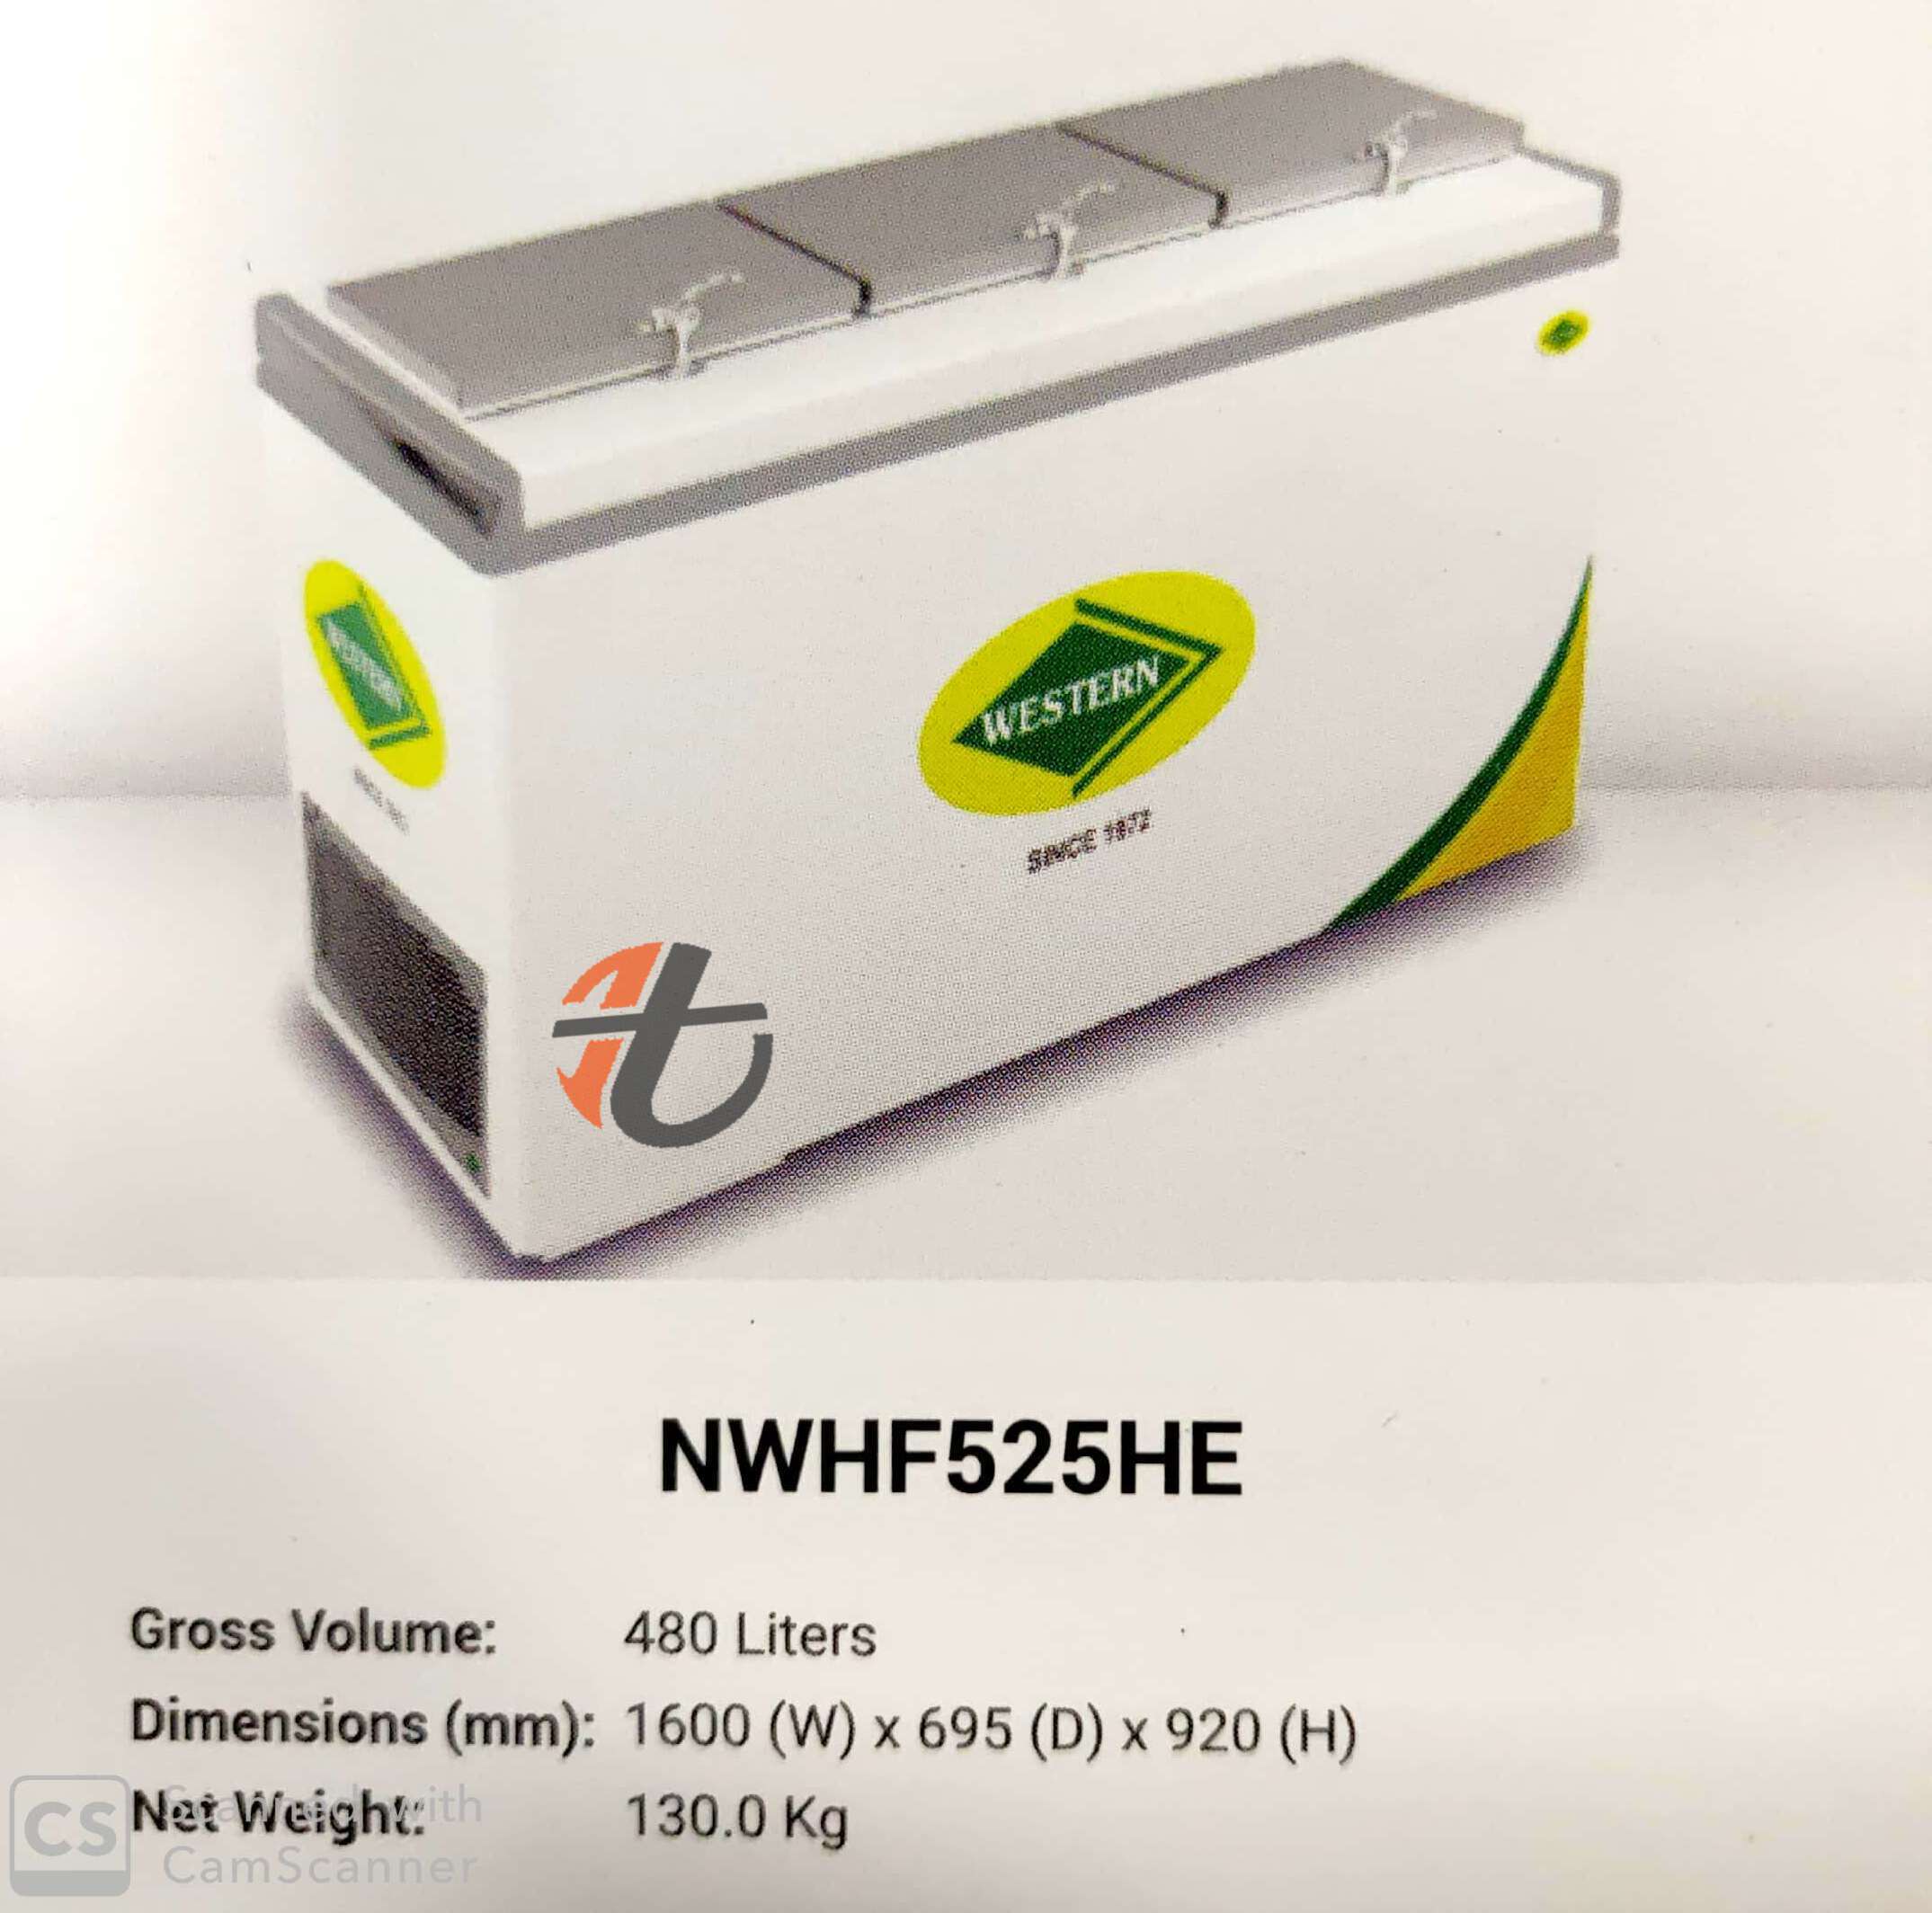 WESTERN
WESTERN
SINCE 1972
NWHF525HE
Gross Volume: 480 Liters
Dimensions (mm): 1600 (W) x 695 (D) x 920 (H)
Net Weight: 130.0 Kg
CS
Scanned with
CamScanner